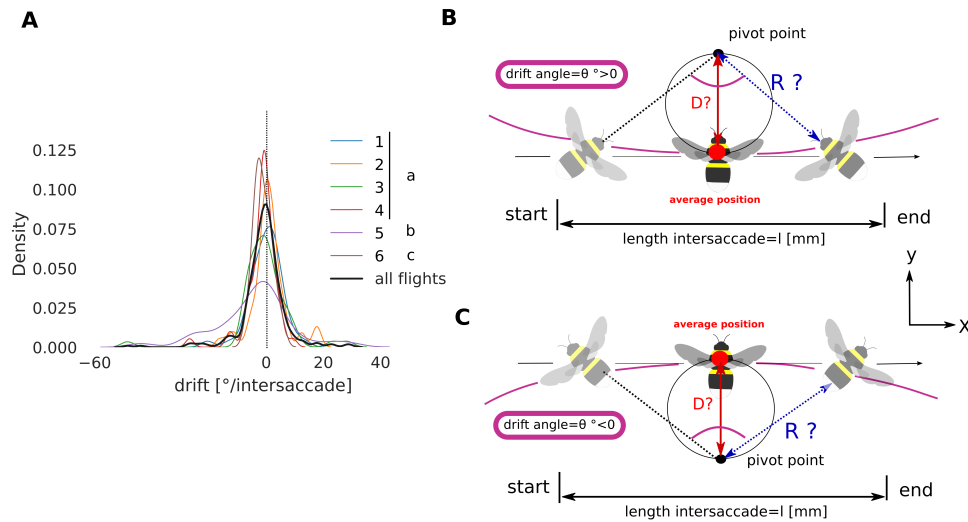 A
0.125
0.100
0.075
0.050
0.025
0.000
Density
−60
0
20
40
drift [°/intersaccade]
1
2
3
4
5
6
a
b
c
all flights
B
pivot point
drift angle=θ °>0
D?
R ?
average position
start
end
length intersaccade=l [mm]
y
X
C
average position
D?
drift angle=θ °<0
R ?
pivot point
start
end
length intersaccade=l [mm]